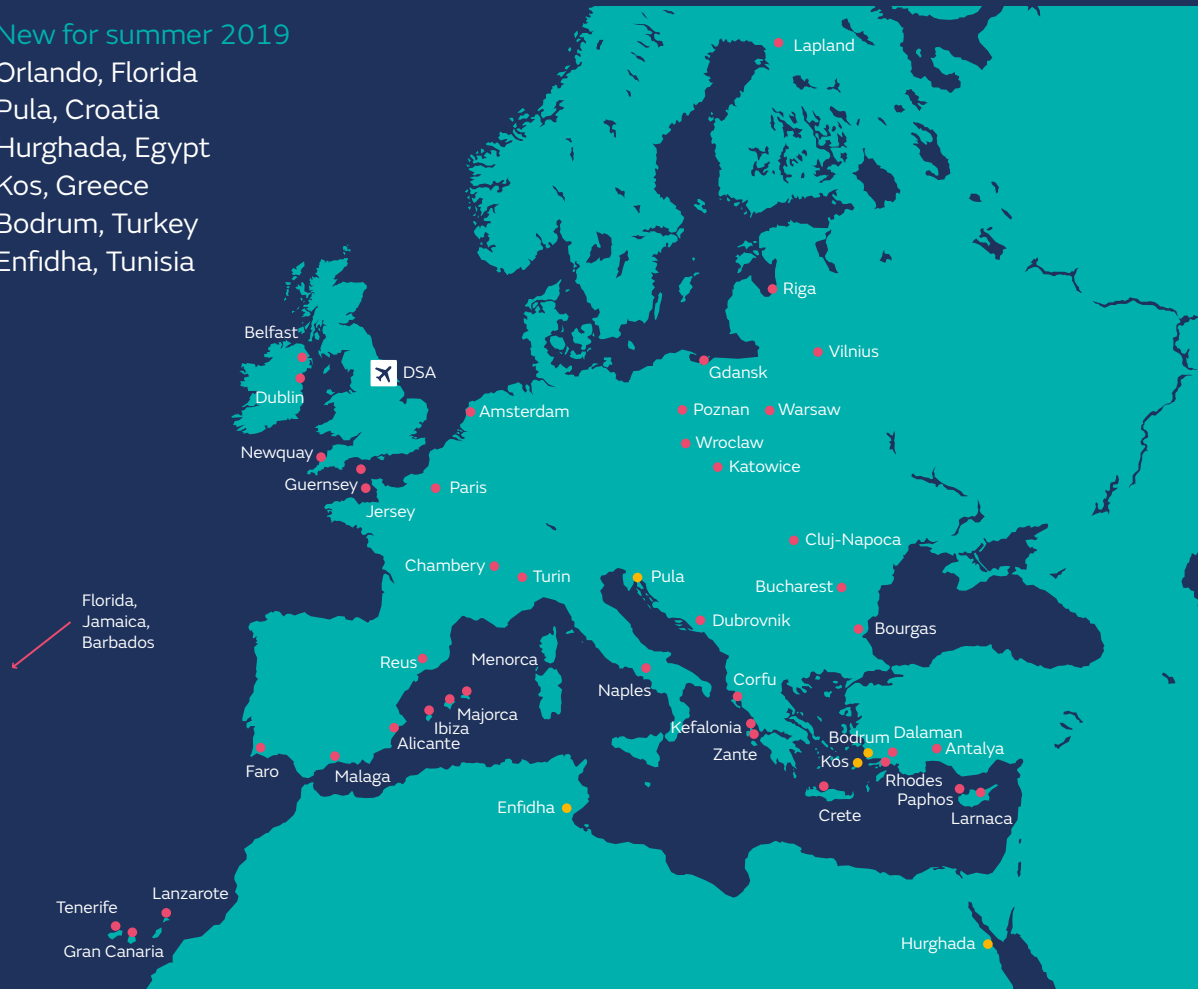 New for summer 2019
Orlando, Florida
Pula, Croatia
Hurghada, Egypt
Kos, Greece
Bodrum, Turkey
Enfidha, Tunisia
Lapland
Riga
Belfast
Vilnius
DSA
Gdansk
Dublin
Amsterdam
Poznan
Warsaw
Wroclaw
Newquay
Katowice
Guernsey
Paris
Jersey
Cluj-Napoca
Chambery
Turin
Pula
Bucharest
Florida,
Jamaica,
Barbados
Dubrovnik
Bourgas
Reus
Menorca
Naples
Corfu
Majorca
Ibiza
Kefalonia
Alicante
Zante
Bodrum
Dalaman
Antalya
Kos
Faro
Malaga
Rhodes
Paphos
Enfidha
Crete
Larnaca
Lanzarote
Tenerife
Gran Canaria
Hurghada